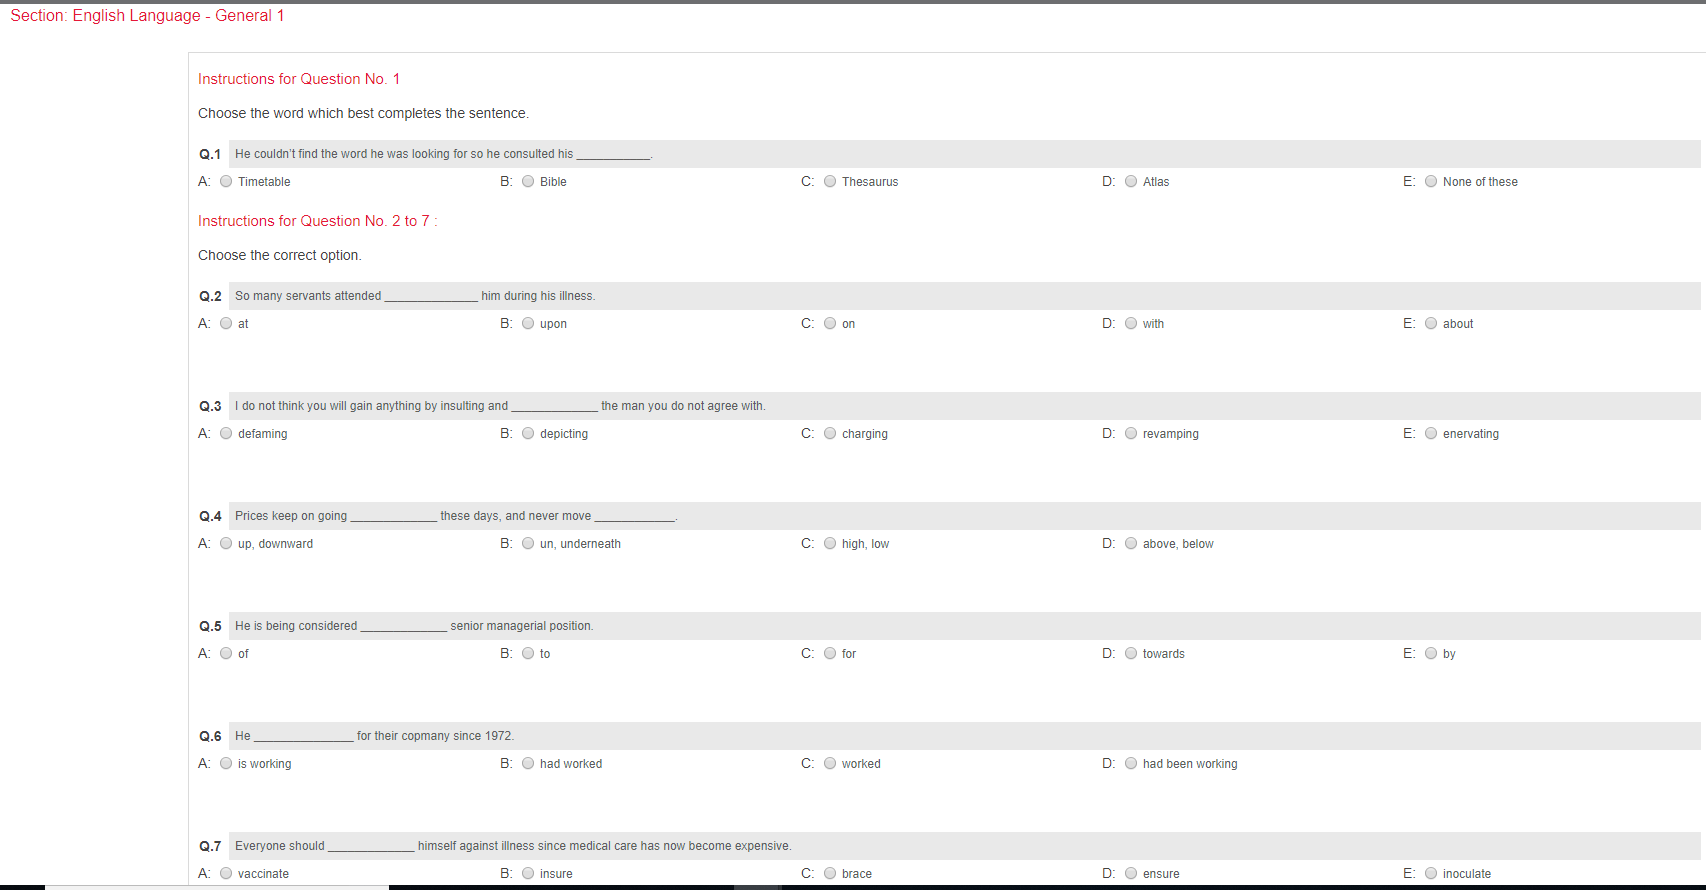 Section: English Language - General 1
Instructions for Question No. 1
Choose the word which best completes the sentence.
Q.1 He couldn't find the word he was looking for so he consulted his ___________.
A: Timetable B: Bible C: Thesaurus D: Atlas E: None of these
Instructions for Question No. 2 to 7 :
Choose the correct option.
Q.2 So many servants attended ______________ him during his illness.
A: at B: upon C: on D: with E: about
Q.3 I do not think you will gain anything by insulting and _____________ the man you do not agree with.
A: defaming B: depicting C: charging D: revamping E: enervating
Q.4 Prices keep on going _____________ these days, and never move ____________.
A: up, downward B: un, underneath C: high, low D: above, below
Q.5 He is being considered _____________ senior managerial position.
A: of B: to C: for D: towards E: by
Q.6 He _______________ for their copmany since 1972.
A: is working B: had worked C: worked D: had been working
Q.7 Everyone should _____________ himself against illness since medical care has now become expensive.
A: vaccinate B: insure C: brace D: ensure E: inoculate